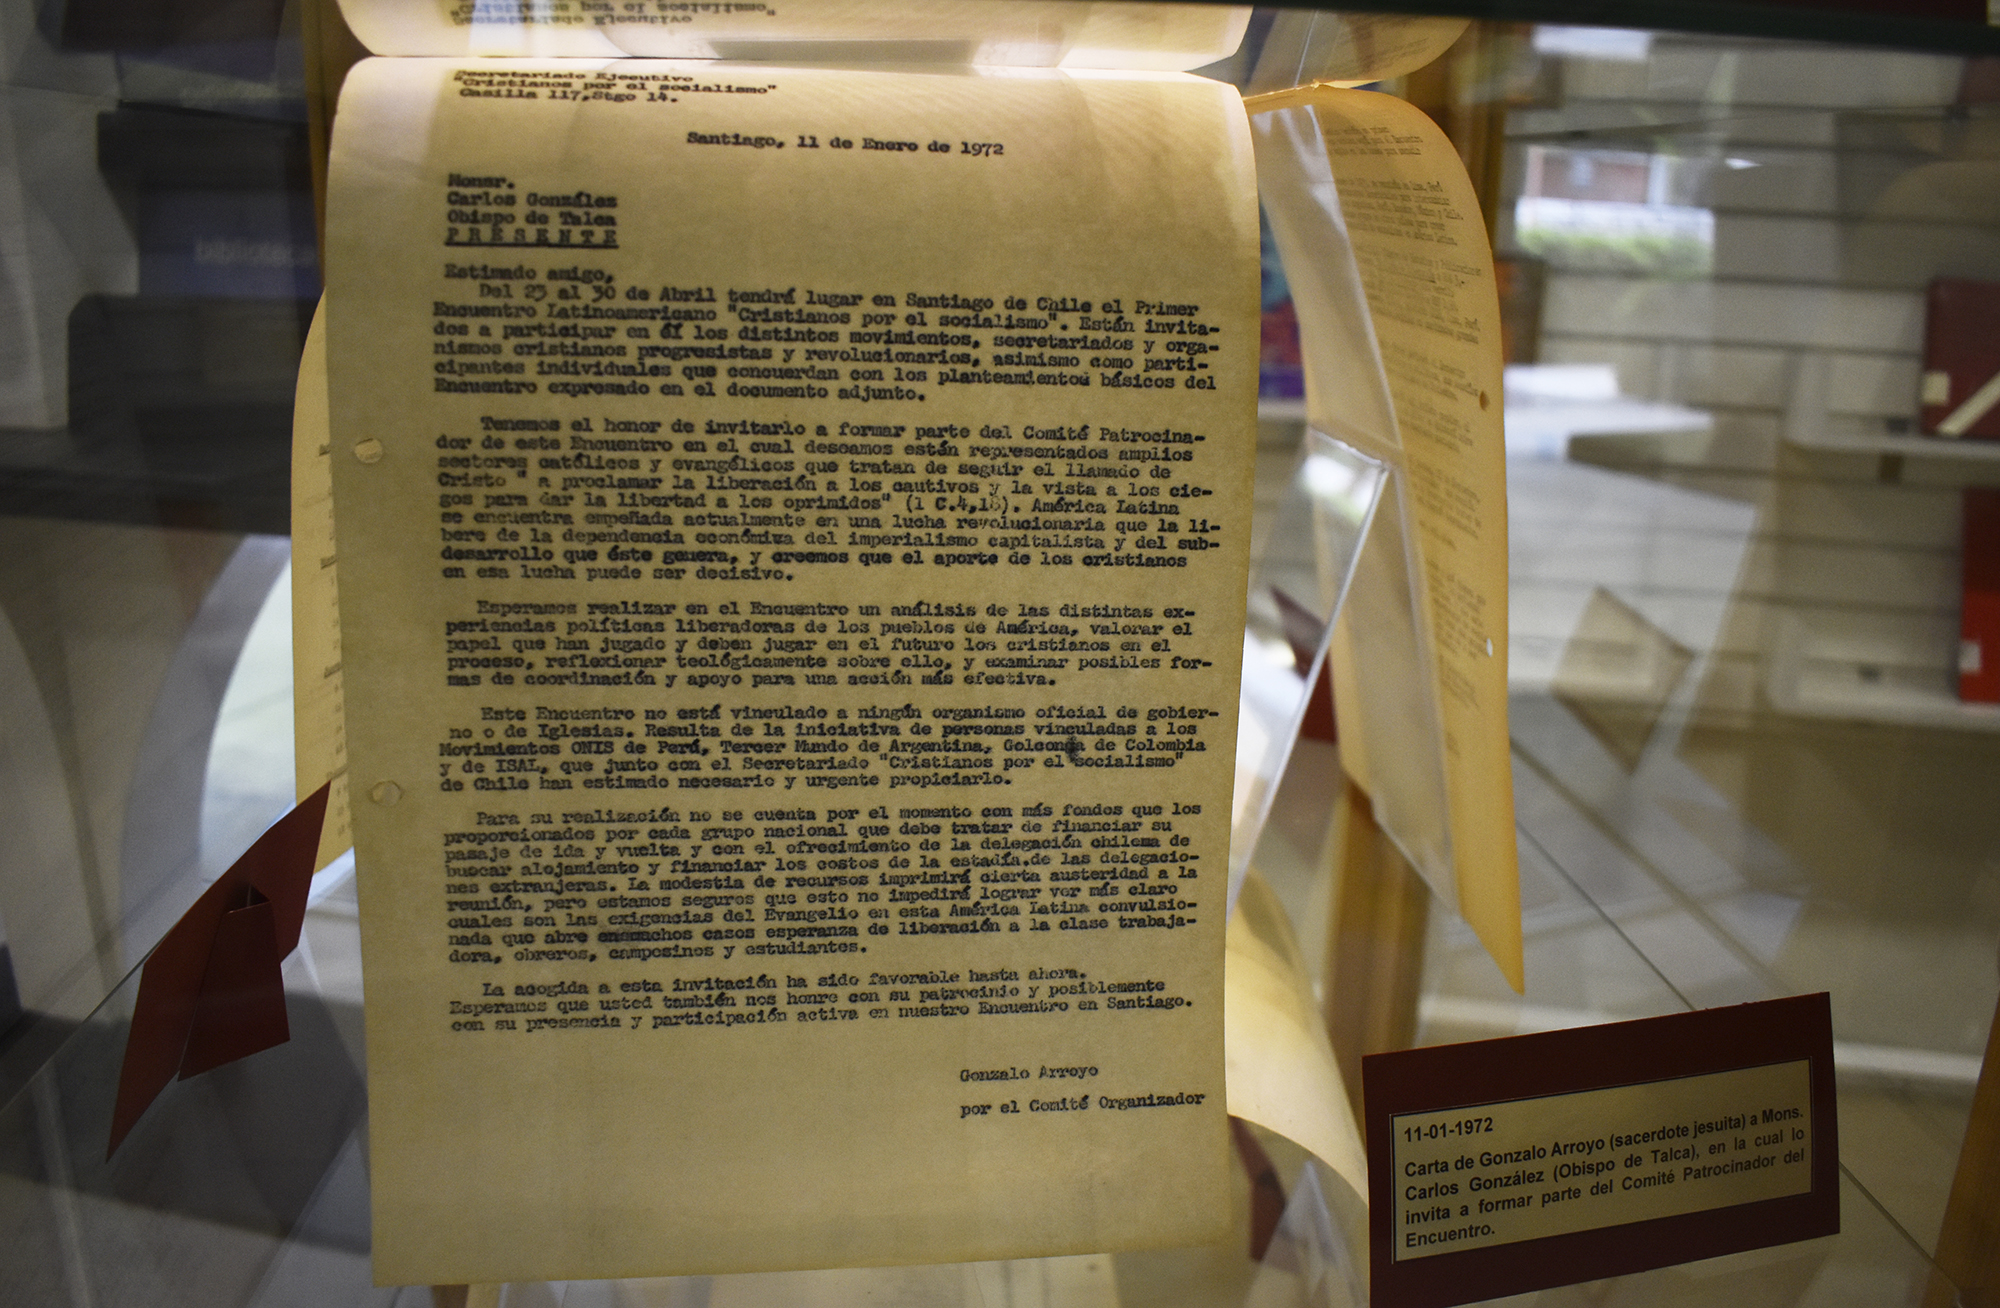 Secretariado Ejecutivo
"Cristianos por el socialismo"
Casilla 117,Stgo 14.
Santiago, 11 de Enero de 1972
Monsr.
Carlos Gonzáles
Obispo de Talca
PRESENTE
Estimado amigo,
Del 23 al 30 de Abril tendrá lugar en Santiago de Chile el Primer
Encuentro Latinoamericano "Cristianos por el socialismo". Están invita-
dos a participar en él los distintos movimientos, secretariados y orga-
nismos cristianos progresistas y revolucionarios, asimismo como parti-
cipantes individuales que concuerdan con los planteamientos básicos del
Encuentro expresado en el documento adjunto.
Tenemos el honor de invitarlo a formar parte del Comité Patrocina-
dor de este Encuentro en el cual deseamos están representados amplios
sectores católicos y evangélicos que tratan de seguir el llamado de
Cristo " a proclamar la liberación a los cautivos y la vista a los cie-
gos para dar la libertad a los oprimidos" (1 C.4,18). América Latina
se encuentra empeñada actualmente en una lucha revolucionaria que la li-
bere de la dependencia económica del imperialismo capitalista y del sub-
desarrollo que éste genera, y creemos que el aporte de los cristianos
en esa lucha puede ser decisivo.
Esperamos realizar en el Encuentro un análisis de las distintas ex-
periencias políticas liberadoras de los pueblos de América, valorar el
papel que han jugado y deben jugar en el futuro los cristianos en el
proceso, reflexionar teológicamente sobre ello, y examinar posibles for-
mas de coordinación y apoyo para una acción más efectiva.
Este Encuentro no está vinculado a ningún organismo oficial de gobier-
no o de Iglesias. Resulta de la iniciativa de personas vinculadas a los
Movimientos ONIS de Perú, Tercer Mundo de Argentina, Golconda de Colombia
y de ISAL, que junto con el Secretariado "Cristianos por el socialismo"
de Chile han estimado necesario y urgente propiciarlo.
Para su realización no se cuenta por el momento con más fondos que los
proporcionados por cada grupo nacional que debe tratar de financiar su
pasaje de ida y vuelta y con el ofrecimiento de la delegación chilena de
buscar alojamiento y financiar los costos de la estadía.de las delegacio-
nes extranjeras. La modestia de recursos imprimirá cierta austeridad a la
reunión, pero estamos seguros que esto no impedirá lograr ver más claro
cuales son las exigencias del Evangelio en esta América Latina convulsio-
nada que abre casos esperanza de liberación a la clase trabaja-
dora, obreros, campesinos y estudiantes.
La acogida a esta invitación ha sido favorable hasta ahora.
Esperamos que usted también nos honre con su patrocinio y posiblemente
con su presencia y participación activa en nuestro Encuentro en Santiago.
Gonzalo Arroyo
por el Comité Organizador
11-01-1972
Carta de Gonzalo Arroyo (sacerdote jesuita) a Mons.
Carlos González (Obispo de Talca), en la cual lo
invita a formar parte del Comité Patrocinador del
Encuentro.
biblioteca